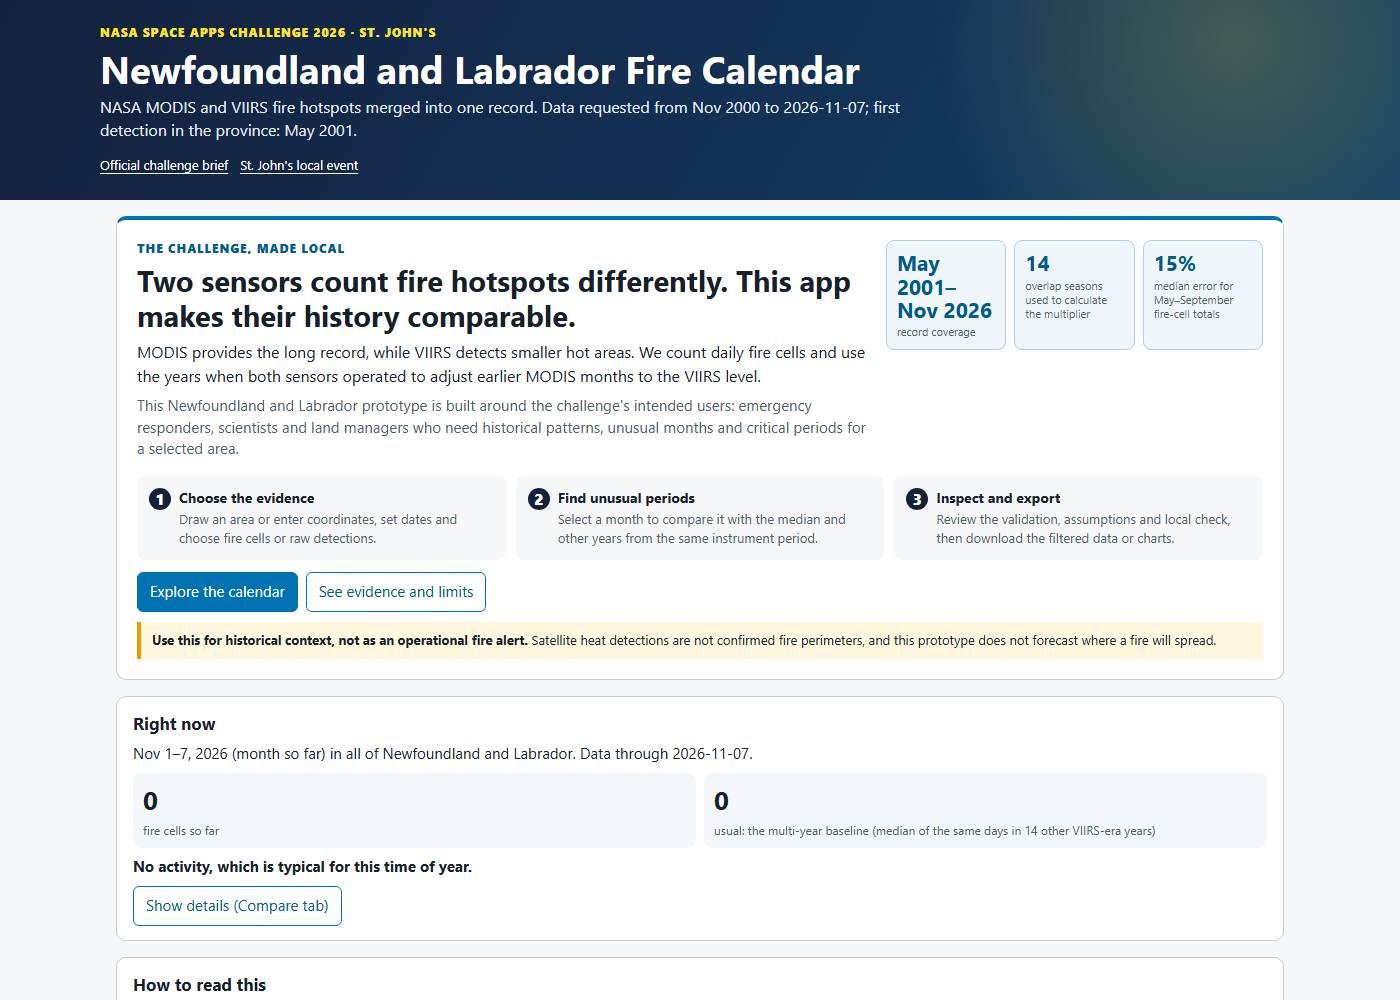 NASA SPACE APPS CHALLENGE 2026 · ST. JOHN'S
Newfoundland and Labrador Fire Calendar
NASA MODIS and VIIRS fire hotspots merged into one record. Data requested from Nov 2000 to 2026-11-07; first
detection in the province: May 2001.
Official challenge brief St. John's local event
THE CHALLENGE, MADE LOCAL
Two sensors count fire hotspots differently. This app
makes their history comparable.
MODIS provides the long record, while VIIRS detects smaller hot areas. We count daily fire cells and use
the years when both sensors operated to adjust earlier MODIS months to the VIIRS level.
This Newfoundland and Labrador prototype is built around the challenge's intended users: emergency
responders, scientists and land managers who need historical patterns, unusual months and critical periods for
a selected area.
May
2001–
Nov 2026
record coverage
14
overlap seasons
used to calculate
the multiplier
15%
median error for
May–September
fire-cell totals
1 Choose the evidence
Draw an area or enter coordinates, set dates and
choose fire cells or raw detections.
2 Find unusual periods
Select a month to compare it with the median and
other years from the same instrument period.
3 Inspect and export
Review the validation, assumptions and local check,
then download the filtered data or charts.
Explore the calendar See evidence and limits
Use this for historical context, not as an operational fire alert. Satellite heat detections are not confirmed fire perimeters, and this prototype does not forecast where a fire will spread.
Right now
Nov 1–7, 2026 (month so far) in all of Newfoundland and Labrador. Data through 2026-11-07.
0
fire cells so far
0
usual: the multi-year baseline (median of the same days in 14 other VIIRS-era years)
No activity, which is typical for this time of year.
Show details (Compare tab)
How to read this